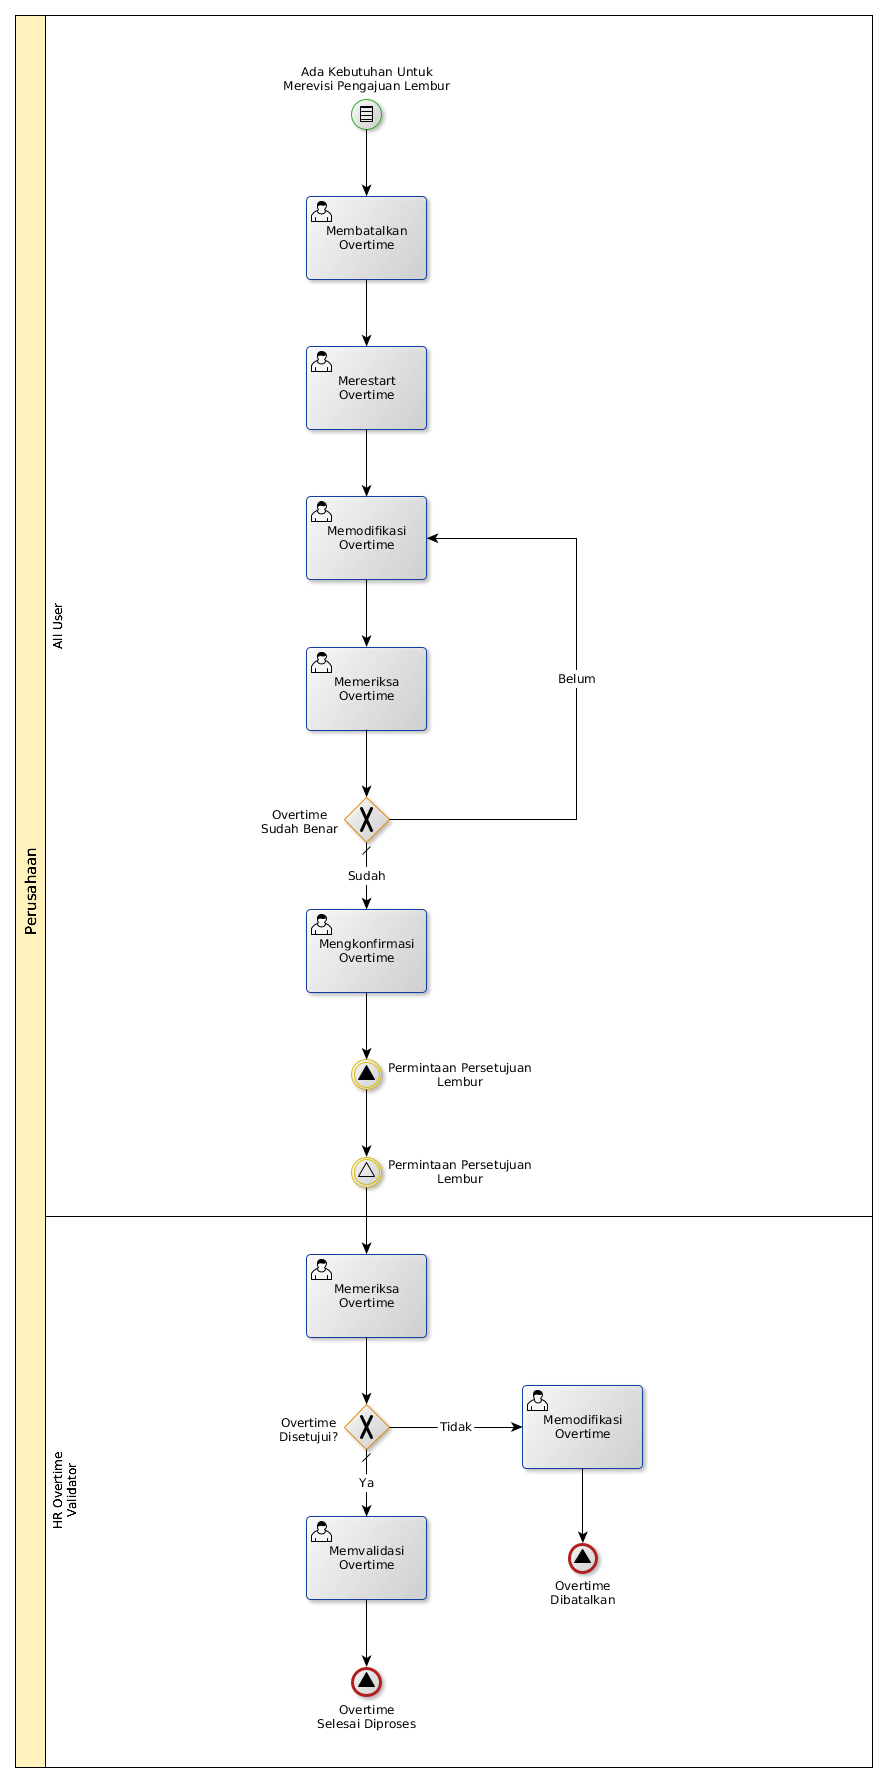 Perusahaan
All User
Ada Kebutuhan Untuk
Merevisi Pengajuan Lembur
Membatalkan
Overtime
Merestart
Overtime
Memodifikasi
Overtime
Memeriksa
Overtime
Belum
Overtime
Sudah Benar
Sudah
Mengkonfirmasi
Overtime
Permintaan Persetujuan
Lembur
Permintaan Persetujuan
Lembur
HR Overtime
Validator
Memeriksa
Overtime
Overtime
Disetujui?
Tidak
Memodifikasi
Overtime
Ya
Memvalidasi
Overtime
Overtime
Dibatalkan
Overtime
Selesai Diproses